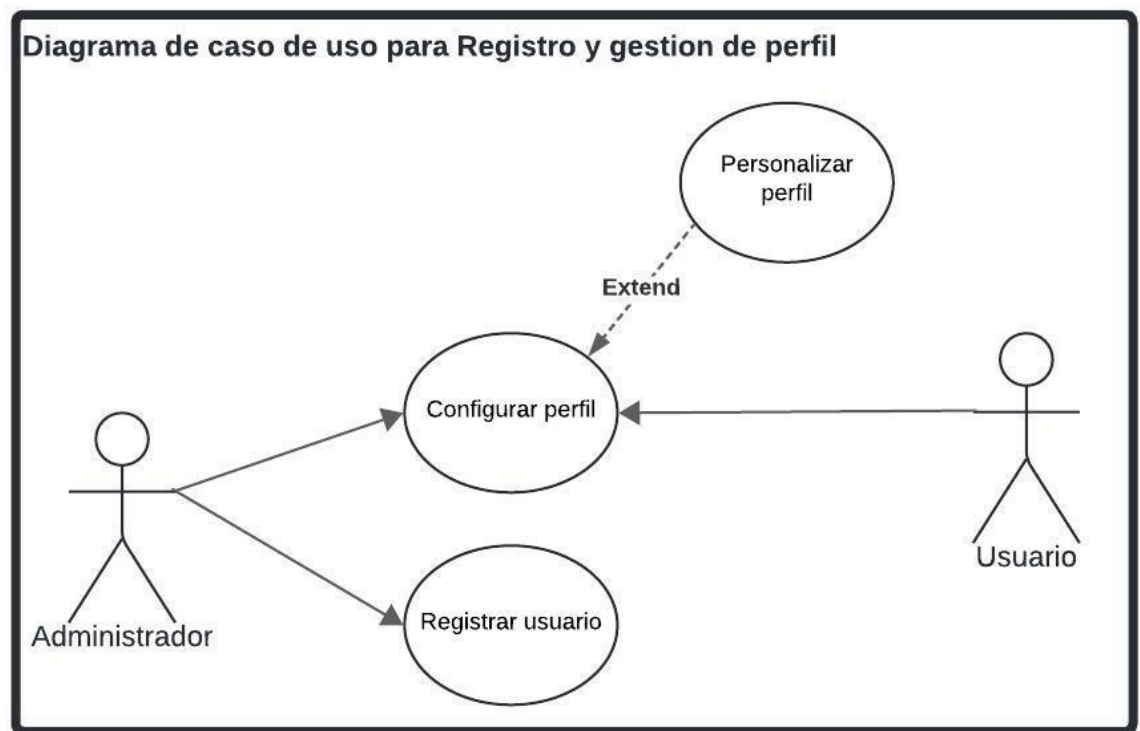 Diagrama de caso de uso para Registro y gestion de perfil
Personalizar
perfil
Extend
Configurar perfil
Usuario
Registrar usuario
Administrador